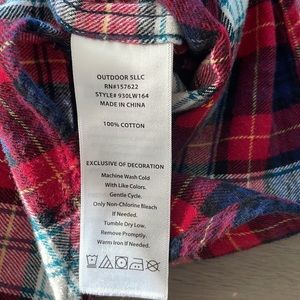 OUTDOOR SLLC
RN#157622
STYLE# 930LW164
MADE IN CHINA
100% COTTON
EXCLUSIVE OF DECORATION
Machine Wash Cold
With Like Colors.
Gentle Cycle.
Only Non-Chlorine Bleach
If Needed.
Tumble Dry Low.
Remove Promptly.
Warm Iron If Needed.